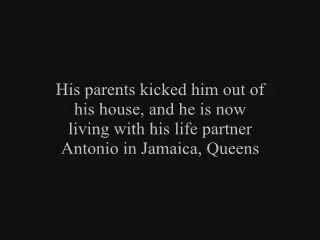 His parents kicked him out of
his house, and he is now
living with his life partner
Antonio in Jamaica, Queens